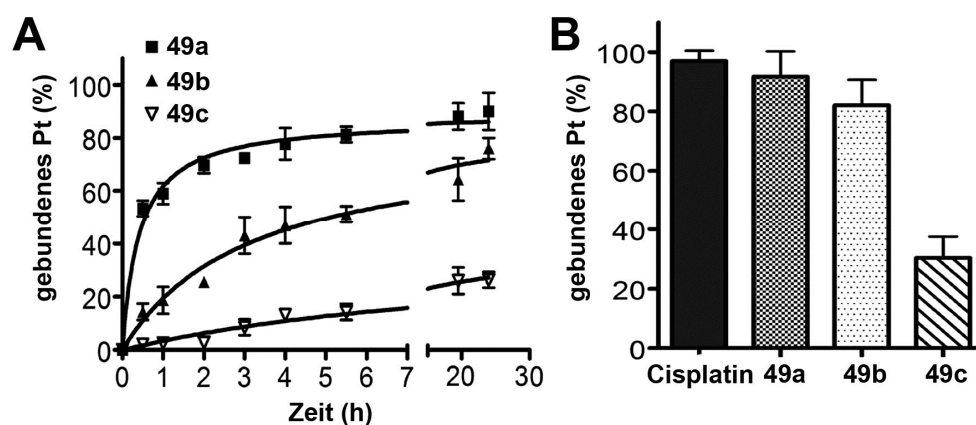 A
49a
49b
49c
gebundenes Pt (%)
100
80
60
40
20
0
0 1 2 3 4 5 6 7 20 30
Zeit (h)
B
gebundenes Pt (%)
100
80
60
40
20
0
Cisplatin 49a 49b 49c